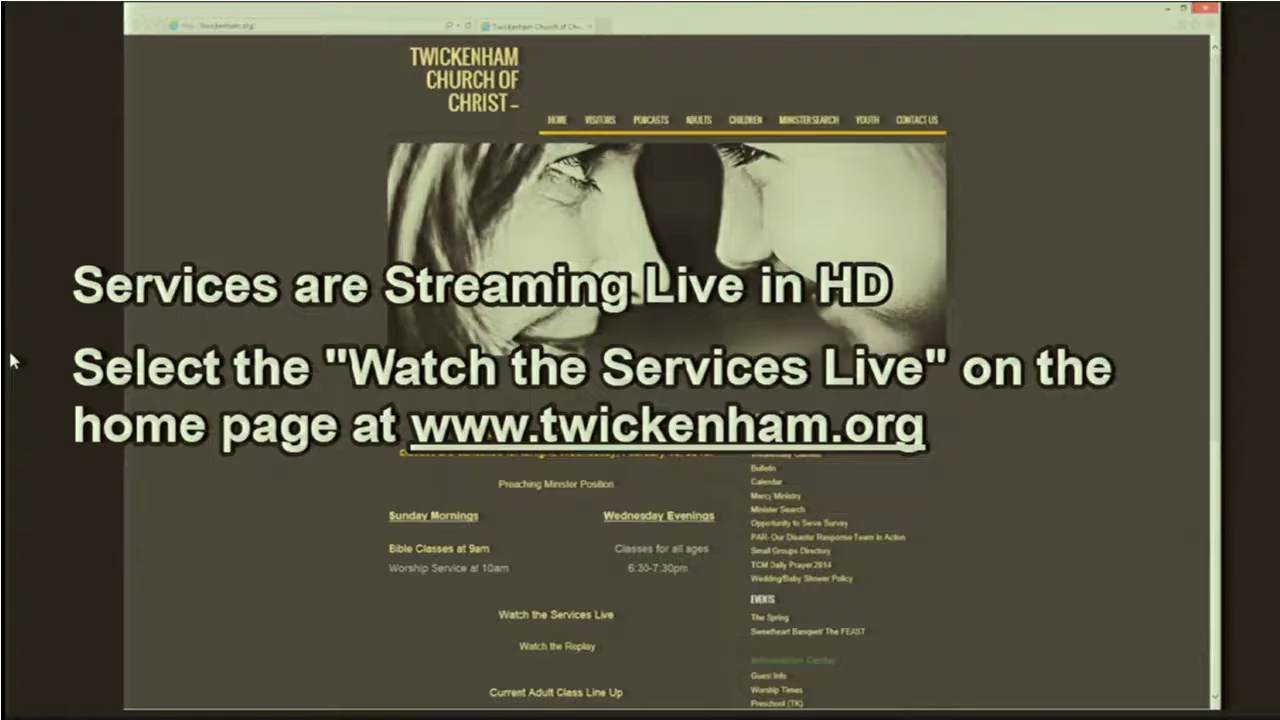 TWICKENHAM
CHURCH OF
CHRIST –
HOME VISITORS PODCASTS ADULTS CHILDREN MINISTER SEARCH YOUTH CONTACT US
Services are Streaming Live in HD
Select the "Watch the Services Live" on the
home page at www.twickenham.org
Preaching Minister Position
Sunday Mornings
Wednesday Evenings
Bible Classes at 9am
Classes for all ages
Worship Service at 10am
6:30-7:30pm
Watch the Services Live
Watch the Replay
Current Adult Class Line Up
Bulletin
Calendar
Mercy Ministry
Minister Search
Opportunity to Serve Survey
PAR- Our Disaster Response Team in Action
Small Groups Directory
TCM Daily Prayer 2014
Wedding/Baby Shower Policy
EVENTS
The Spring
Sweetheart Banquet/ The FEAST
Information Center
Guest Info
Worship Times
Preschool (TK)